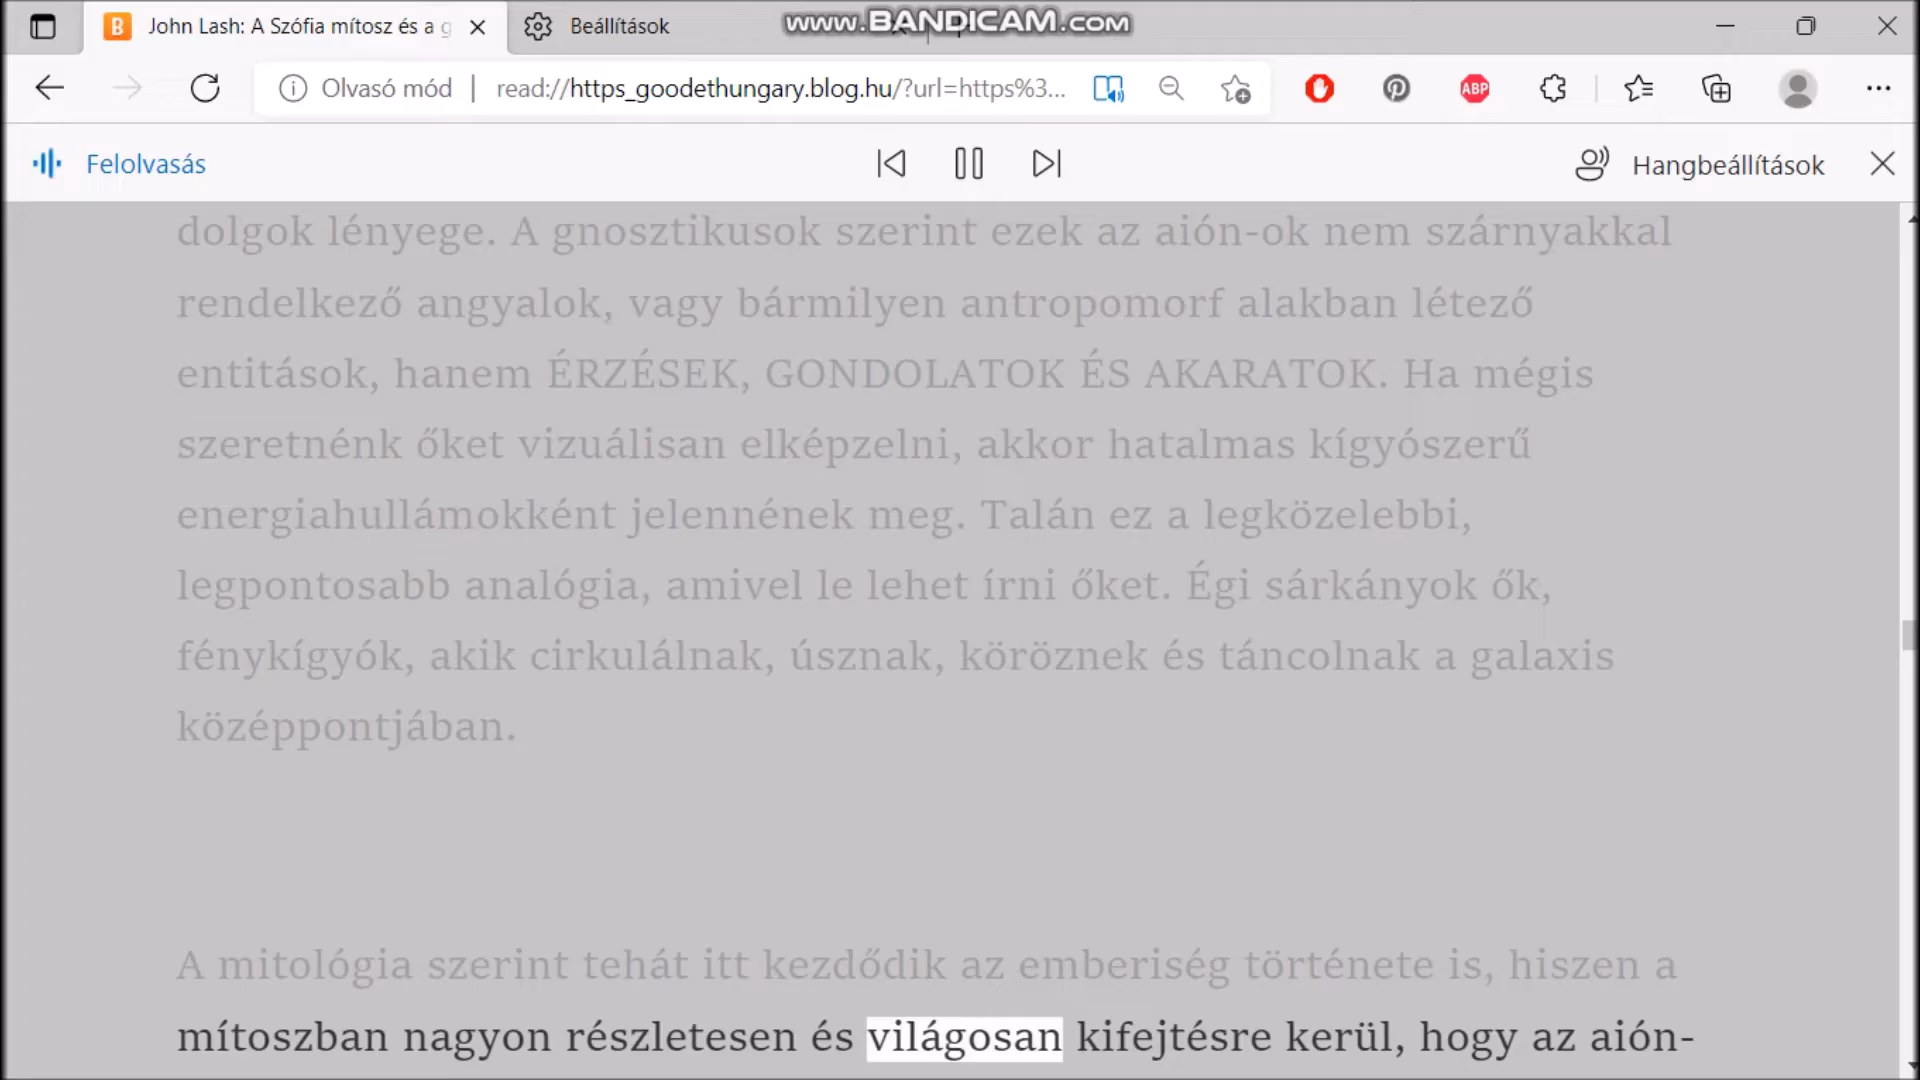 John Lash: A Szófia mítosz és a g
Beállítások
www.BANDICAM.com
Olvasó mód
read://https_goodethungary.blog.hu/?url=https%3...
ABP
Felolvasás
Hangbeállítások
dolgok lényege. A gnosztikusok szerint ezek az aión-ok nem szárnyakkal
rendelkező angyalok, vagy bármilyen antropomorf alakban létező
entitások, hanem ÉRZÉSEK, GONDOLATOK ÉS AKARATOK. Ha mégis
szeretnénk őket vizuálisan elképzelni, akkor hatalmas kígyószerű
energiahullámokként jelennének meg. Talán ez a legközelebbi,
legpontosabb analógia, amivel le lehet írni őket. Égi sárkányok ők,
fénykígyók, akik cirkulálnak, úsznak, köröznek és táncolnak a galaxis
középpontjában.
A mitológia szerint tehát itt kezdődik az emberiség története is, hiszen a
mítoszban nagyon részletesen és világosan kifejtésre kerül, hogy az aión-